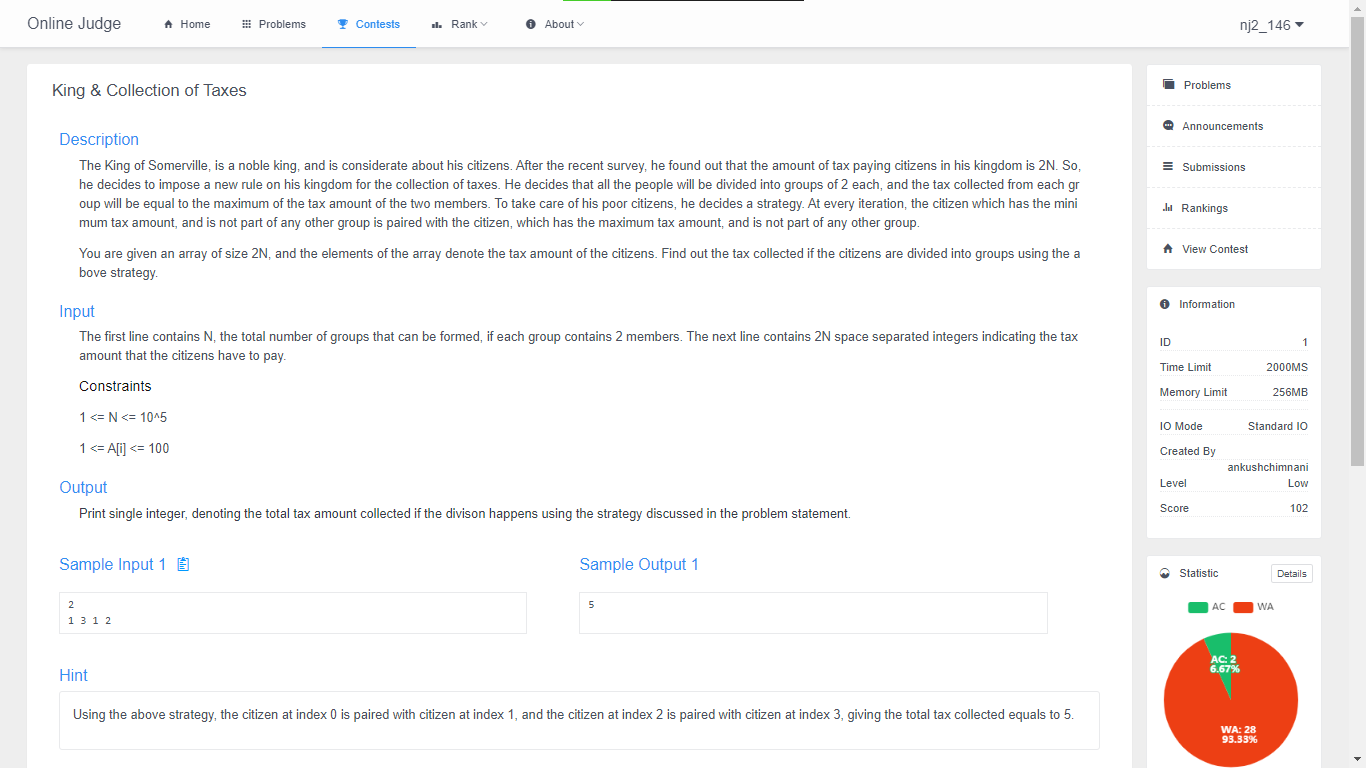 Online Judge
Home
Problems
Contests
Rank
About
nj2_146
King & Collection of Taxes
Description
The King of Somerville, is a noble king, and is considerate about his citizens. After the recent survey, he found out that the amount of tax paying citizens in his kingdom is 2N. So,
he decides to impose a new rule on his kingdom for the collection of taxes. He decides that all the people will be divided into groups of 2 each, and the tax collected from each gr
oup will be equal to the maximum of the tax amount of the two members. To take care of his poor citizens, he decides a strategy. At every iteration, the citizen which has the mini
mum tax amount, and is not part of any other group is paired with the citizen, which has the maximum tax amount, and is not part of any other group.
You are given an array of size 2N, and the elements of the array denote the tax amount of the citizens. Find out the tax collected if the citizens are divided into groups using the a
bove strategy.
Input
The first line contains N, the total number of groups that can be formed, if each group contains 2 members. The next line contains 2N space separated integers indicating the tax
amount that the citizens have to pay.
Constraints
1 <= N <= 10^5
1 <= A[i] <= 100
Output
Print single integer, denoting the total tax amount collected if the divison happens using the strategy discussed in the problem statement.
Sample Input 1
2
1 3 1 2
Sample Output 1
5
Hint
Using the above strategy, the citizen at index 0 is paired with citizen at index 1, and the citizen at index 2 is paired with citizen at index 3, giving the total tax collected equals to 5.
Problems
Announcements
Submissions
Rankings
View Contest
Information
ID 1
Time Limit 2000MS
Memory Limit 256MB
IO Mode Standard IO
Created By
ankushchimnani
Level Low
Score 102
Statistic Details
AC WA
AC: 2
6.67%
WA: 28
93.33%